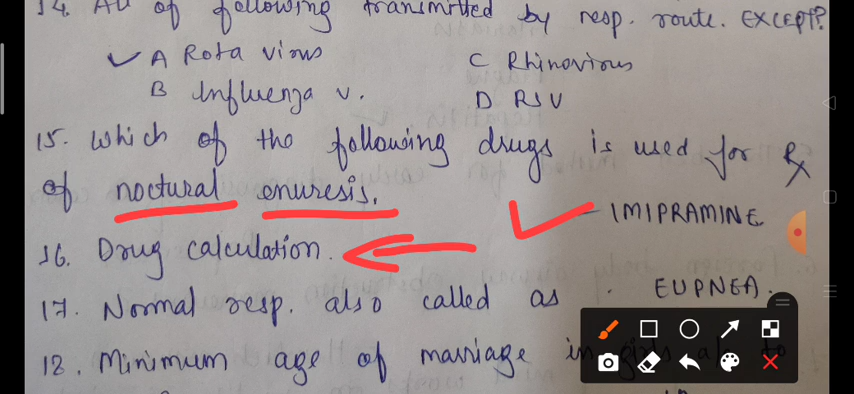 14. All of following transmitted by resp. route. EXCEPT?
A Rota virus C Rhinovirous
B Influenza v. D RSV
15. Which of the following drugs is used for Rx
of noctural enuresis.
- IMIPRAMINE
16. Drug calculation.
17. Normal resp. also called as . EUPNEA.
18. Minimum age of marriage in girls